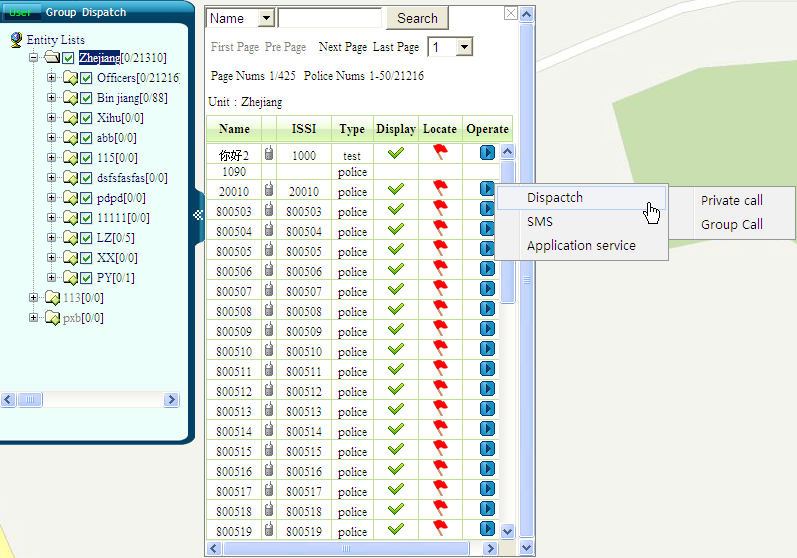 User Group Dispatch
Entity Lists
Zhejiang[0/21310]
Officers[0/21216]
Bin jiang[0/88]
Xihu[0/0]
abb[0/0]
115[0/0]
dsfsfasfas[0/0]
pdpd[0/0]
11111[0/0]
LZ[0/5]
XX[0/0]
PY[0/1]
113[0/0]
pxb[0/0]
Name Search
First Page Pre Page Next Page Last Page 1
Page Nums 1/425 Police Nums 1-50/21216
Unit : Zhejiang
Name ISSI Type Display Locate Operate
你好2 1000 test
1090 police
20010 20010 police
800503 800503 police
800504 800504 police
800505 800505 police
800506 800506 police
800507 800507 police
800508 800508 police
800509 800509 police
800510 800510 police
800511 800511 police
800512 800512 police
800513 800513 police
800514 800514 police
800515 800515 police
800516 800516 police
800517 800517 police
800518 800518 police
800519 800519 police
Dispactch
SMS
Application service
Private call
Group Call